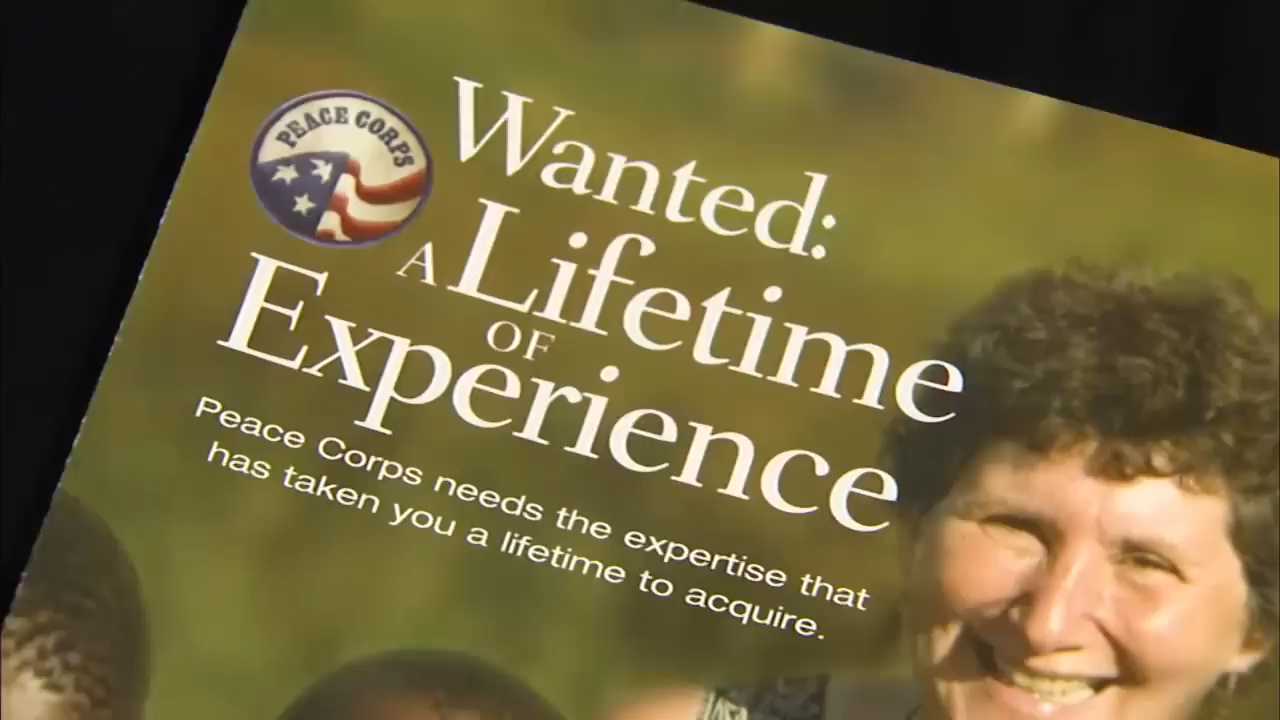 PEACE CORPS
Wanted:
A Lifetime
OF
Experience
Peace Corps needs the expertise that
has taken you a lifetime to acquire.